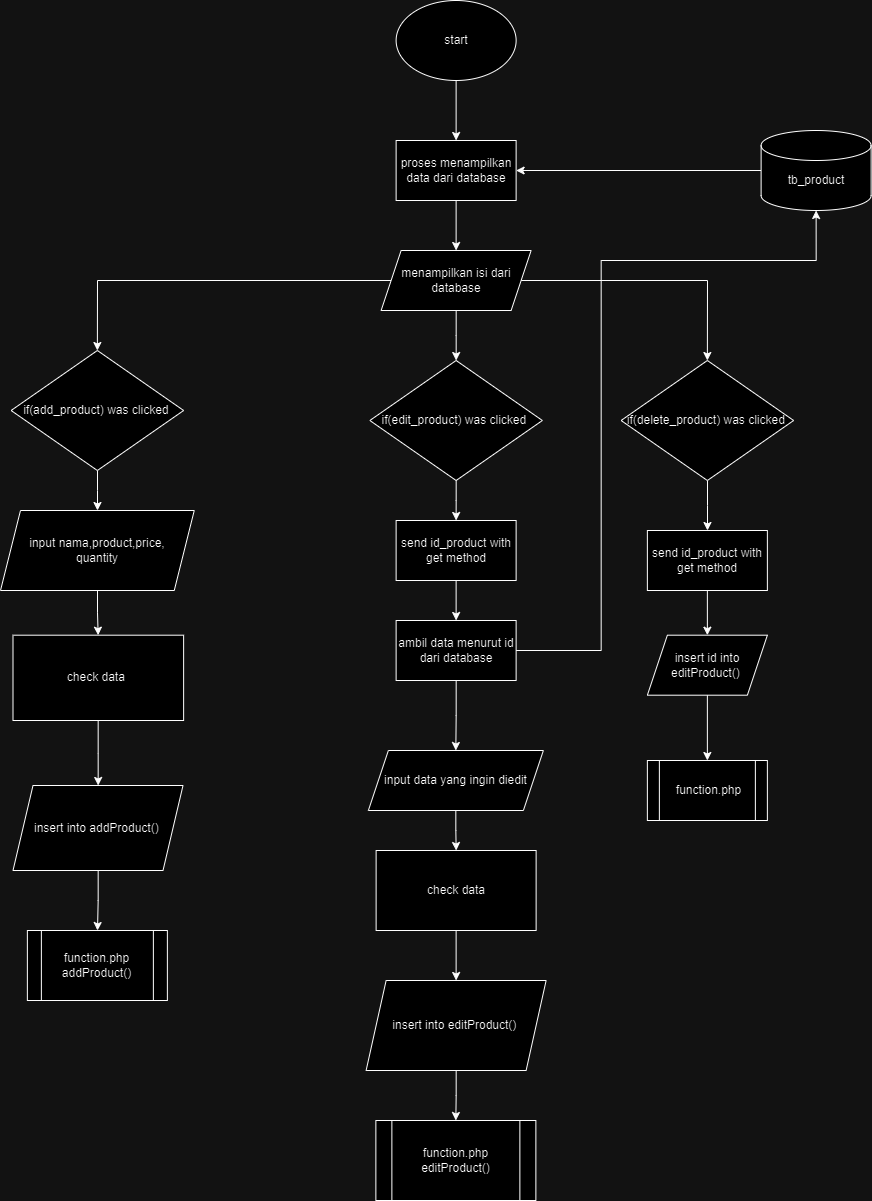 start
proses menampilkan
data dari database
tb_product
menampilkan isi dari
database
if(add_product) was clicked
if(edit_product) was clicked
if(delete_product) was clicked
input nama,product,price,
quantity
send id_product with
get method
send id_product with
get method
check data
ambil data menurut id
dari database
insert id into
editProduct()
input data yang ingin diedit
function.php
insert into addProduct()
check data
function.php
addProduct()
insert into editProduct()
function.php
editProduct()